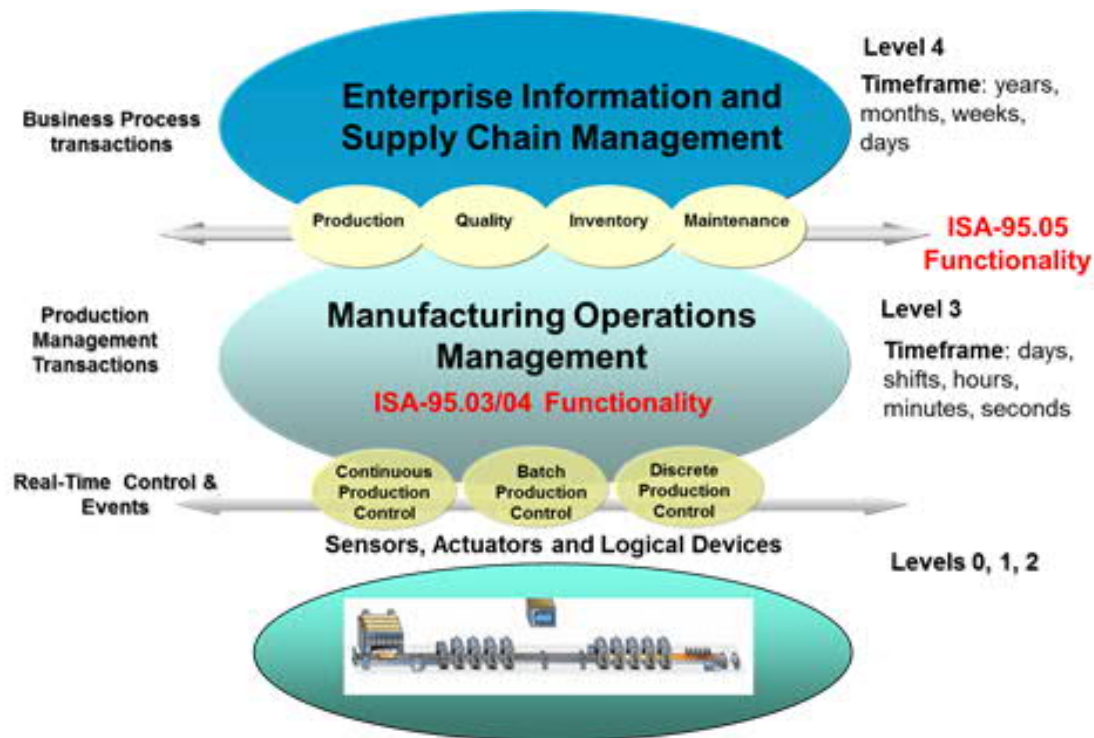 Level 4
Timeframe: years,
months, weeks,
days
Enterprise Information and
Supply Chain Management
Business Process
transactions
Production
Quality
Inventory
Maintenance
ISA-95.05
Functionality
Production
Management
Transactions
Manufacturing Operations
Management
ISA-95.03/04 Functionality
Level 3
Timeframe: days,
shifts, hours,
minutes, seconds
Real-Time Control &
Events
Continuous
Production
Control
Batch
Production
Control
Discrete
Production
Control
Sensors, Actuators and Logical Devices
Levels 0, 1, 2